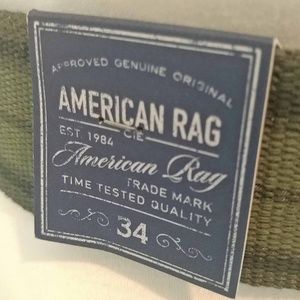 APPROVED GENUINE ORIGINAL
AMERICAN RAG
CIE
EST. 1984
American Rag
TRADE MARK
TIME TESTED QUALITY
34